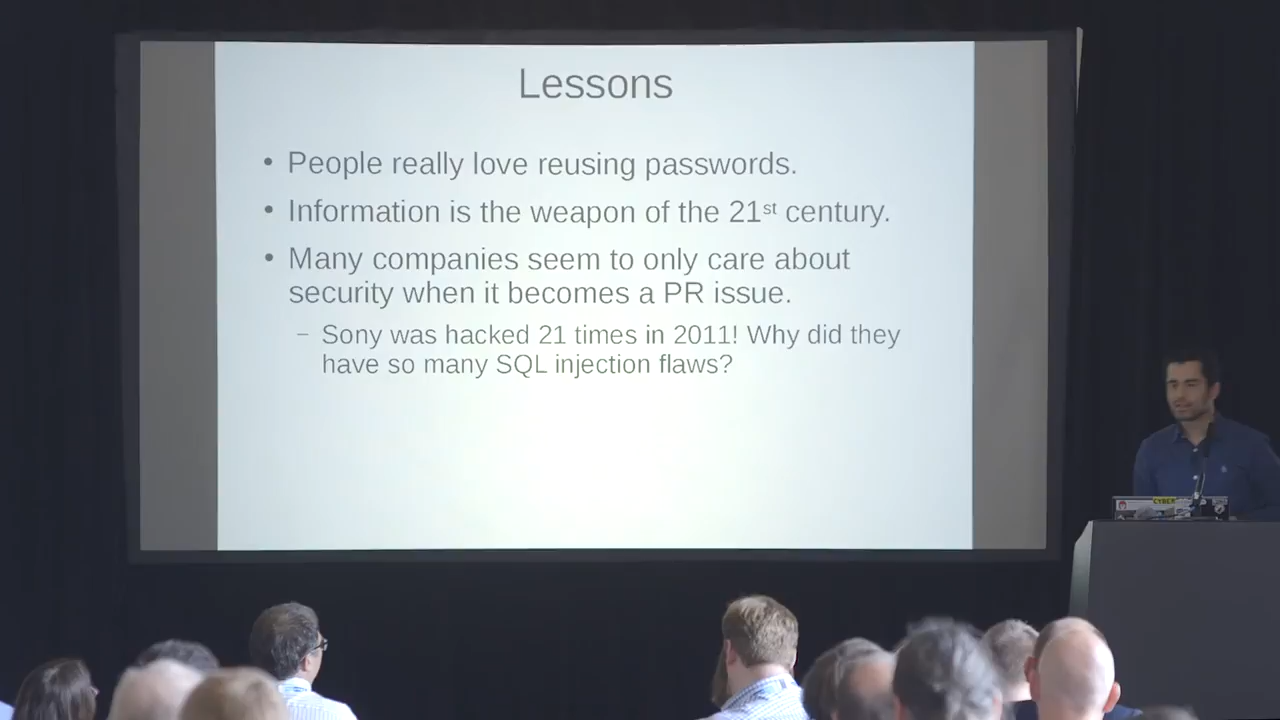 Lessons
• People really love reusing passwords.
• Information is the weapon of the 21st century.
• Many companies seem to only care about
security when it becomes a PR issue.
– Sony was hacked 21 times in 2011! Why did they
have so many SQL injection flaws?
CYBER